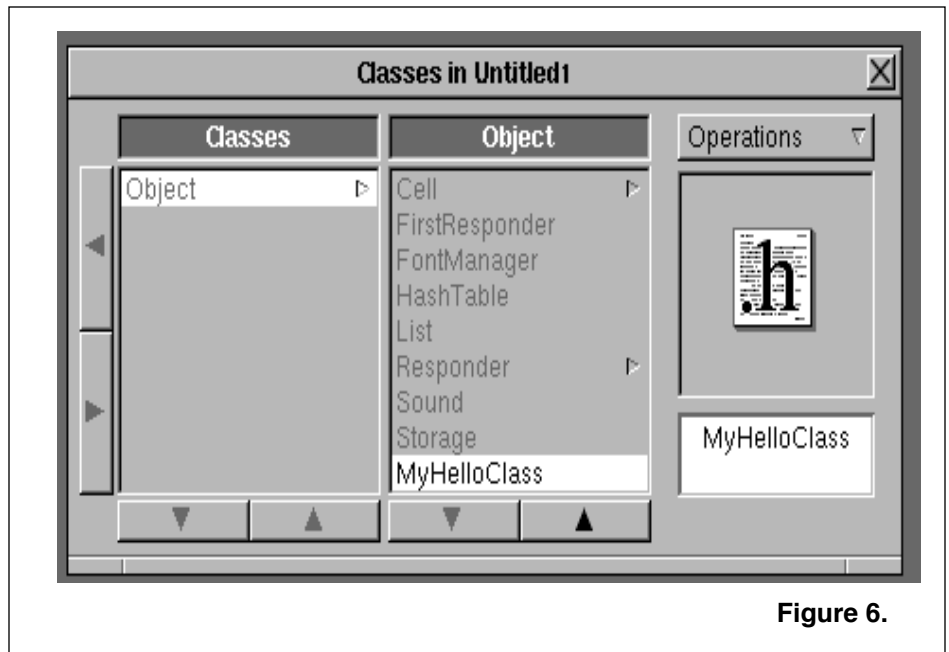 Classes in Untitled1
Classes
Object
Object
Cell
FirstResponder
FontManager
HashTable
List
Responder
Sound
Storage
MyHelloClass
Operations
.h
MyHelloClass
Figure 6.